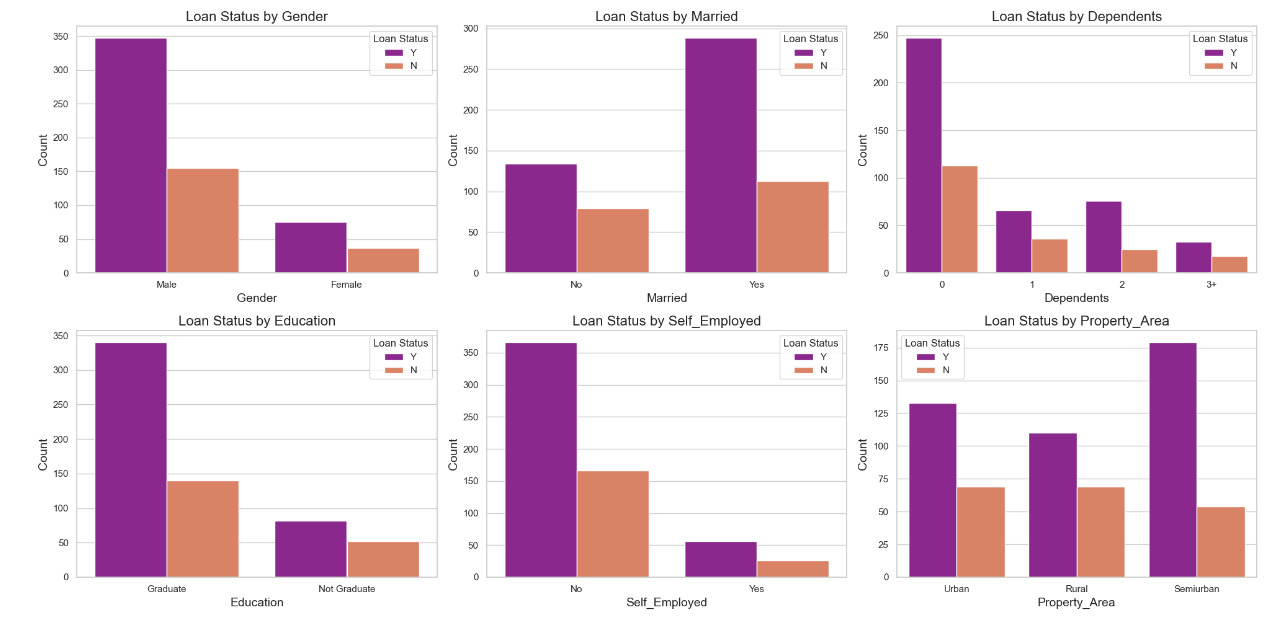 Loan Status by Gender
350
300
250
200
150
100
50
0
Count
Male
Female
Gender
Loan Status
Y
N
Loan Status by Married
300
250
200
150
100
50
0
Count
No
Yes
Married
Loan Status
Y
N
Loan Status by Dependents
250
200
150
100
50
0
Count
0
1
2
3+
Dependents
Loan Status
Y
N
Loan Status by Education
350
300
250
200
150
100
50
0
Count
Graduate
Not Graduate
Education
Loan Status
Y
N
Loan Status by Self_Employed
350
300
250
200
150
100
50
0
Count
No
Yes
Self_Employed
Loan Status
Y
N
Loan Status by Property_Area
175
150
125
100
75
50
25
0
Count
Urban
Rural
Semiurban
Property_Area
Loan Status
Y
N